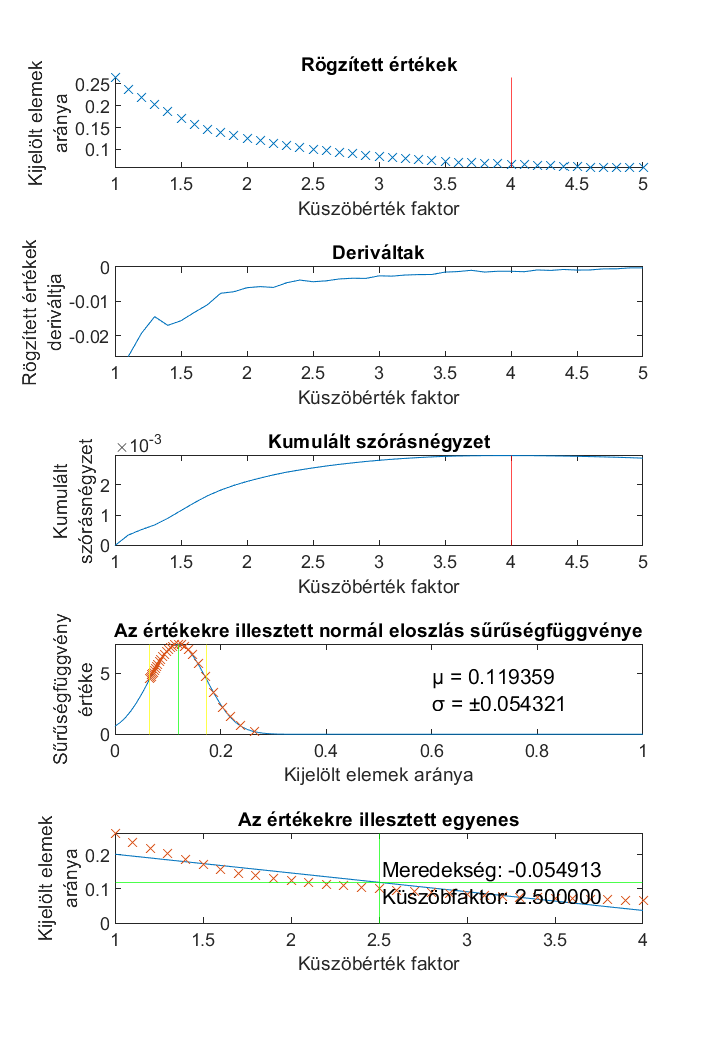 Rögzített értékek
Kijelölt elemek
aránya
0.25
0.2
0.15
0.1
1 1.5 2 2.5 3 3.5 4 4.5 5
Küszöbérték faktor
Deriváltak
Rögzített értékek
deriváltja
0
-0.01
-0.02
1 1.5 2 2.5 3 3.5 4 4.5 5
Küszöbérték faktor
Kumulált szórásnégyzet
×10-3
Kumulált
szórásnégyzet
2
1
0
1 1.5 2 2.5 3 3.5 4 4.5 5
Küszöbérték faktor
Az értékekre illesztett normál eloszlás sűrűségfüggvénye
Sűrűségfüggvény
értéke
5
0
μ = 0.119359
σ = ±0.054321
0 0.2 0.4 0.6 0.8 1
Kijelölt elemek aránya
Az értékekre illesztett egyenes
Kijelölt elemek
aránya
0.2
0.1
0
Meredekség: -0.054913
Küszöbfaktor: 2.500000
1 1.5 2 2.5 3 3.5 4
Küszöbérték faktor